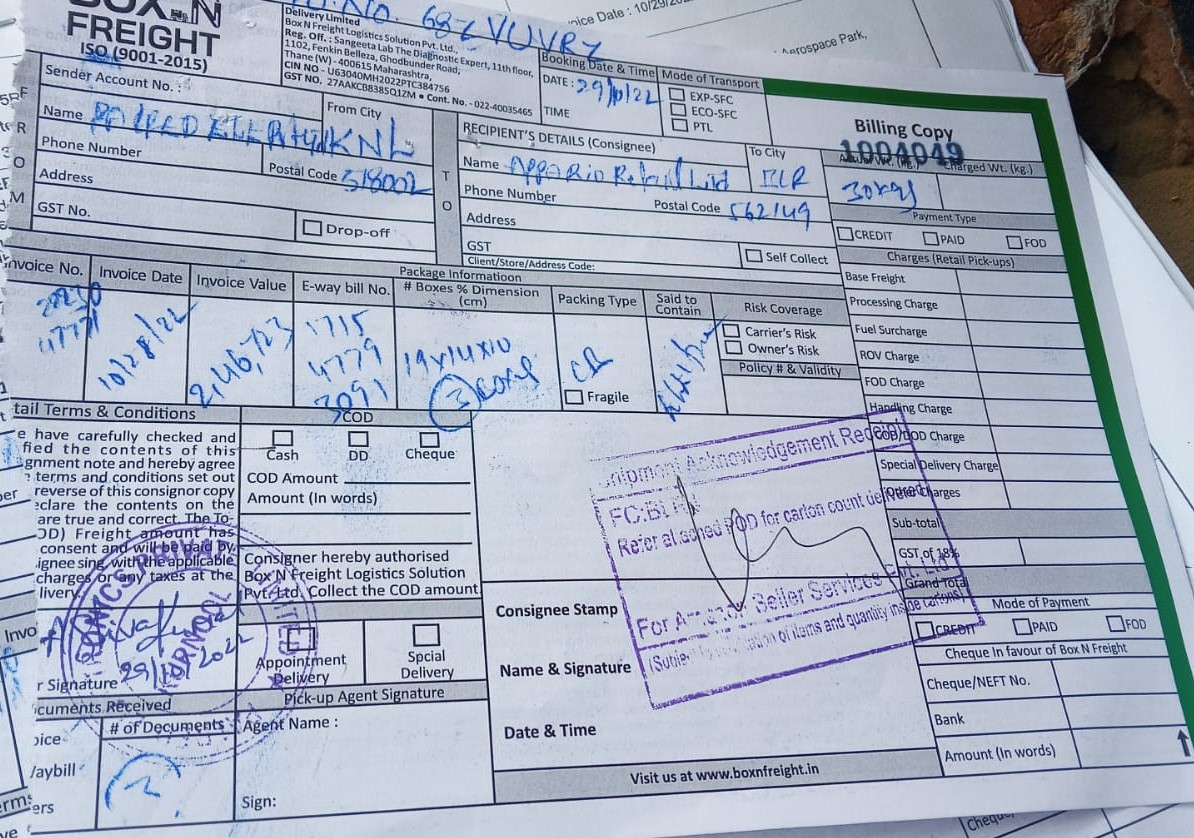 BOX N
FREIGHT
ISO (9001-2015)
Delivery Limited
Box N Freight Logistics Solution Pvt. Ltd.,
Reg. Off. : Sangeeta Lab The Diagnostic Expert, 11th floor,
1102, Fenkin Belleza, Ghodbunder Road,
Thane (W) - 400615 Maharashtra,
CIN NO - U63040MH2022PTC384756
GST NO. 27AAKCB8385Q1ZM • Cont. No. - 022-40035465
NO. 68ZVUVRZ
nvoice Date : 10/29/20
Aerospace Park,
Booking Date & Time
DATE : 29/10/22
TIME
Mode of Transport
EXP-SFC
ECO-SFC
PTL
Billing Copy
1004049
Sender Account No. :
Name
From City
KNL
Phone Number
Postal Code 518002
Address
GST No.
Drop-off
F
R
O
M
T
O
RECIPIENT'S DETAILS (Consignee)
Name Appario Retail Ltd
To City
BLR
Phone Number
Postal Code 562149
Address
GST
Self Collect
Client/Store/Address Code:
Actual Wt. (kg.)
Charged Wt. (kg.)
30kgs
Payment Type
CREDIT
PAID
FOD
Charges (Retail Pick-ups)
Base Freight
Processing Charge
Fuel Surcharge
ROV Charge
FOD Charge
Handling Charge
COD/DOD Charge
Special Delivery Charge
Other Charges
Sub-total
GST of 18%
Grand Total
Package Informatioon
nvoice No.
Invoice Date
Invoice Value
E-way bill No.
# Boxes % Dimension
(cm)
Packing Type
Said to
Contain
Risk Coverage
10/28/22
2,46,723
1715
4779
3091
19x14x10
3
CB
Fragile
Carrier's Risk
Owner's Risk
Policy # & Validity
tail Terms & Conditions
e have carefully checked and
fied the contents of this
gnment note and hereby agree
terms and conditions set out
reverse of this consignor copy
eclare the contents on the
are true and correct. The To-
OD) Freight amount has
consent and will be paid by
ignee sing with the applicable
charges or any taxes at the
livery.
COD
Cash
DD
Cheque
COD Amount
Amount (In words)
Consigner hereby authorised
Box'N'Freight Logistics Solution
Pvt. Ltd. Collect the COD amount
Appointment
Delivery
Spcial
Delivery
r Signature
29/10/2022
KURNOOL
Pick-up Agent Signature
cuments Received
# of Documents
2
Agent Name :
Sign:
oice
/aybill
ers
Shipment Acknowledgement Receipt
FC:BL
Refer attached POD for carton count delivered
For Amazon Seller Services Pvt. Ltd
(Subject to verification of items and quantity inside cartons)
Consignee Stamp
Name & Signature
Date & Time
Visit us at www.boxnfreight.in
Mode of Payment
CREDIT
PAID
FOD
Cheque In favour of Box N Freight
Cheque/NEFT No.
Bank
Amount (In words)
Invo
Cheque